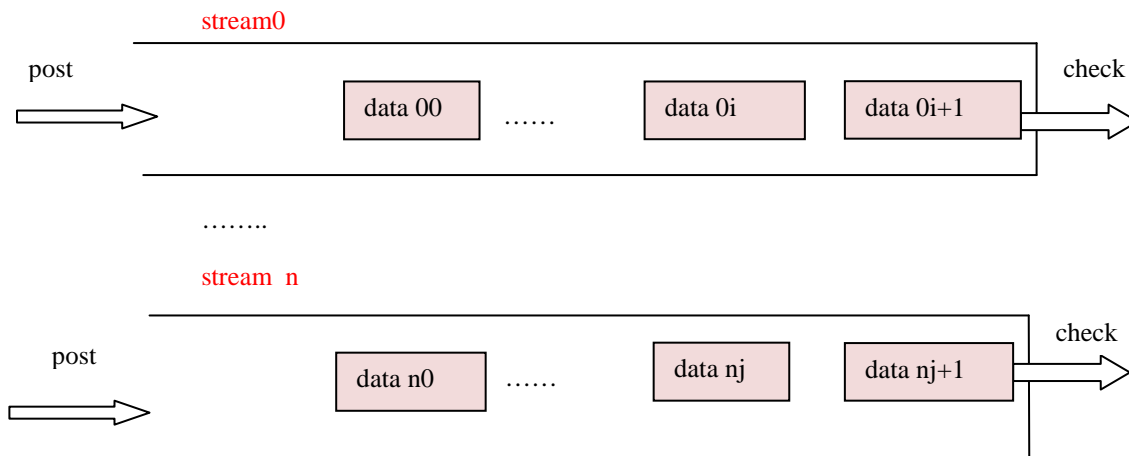 stream0
post
check
data 00
……
data 0i
data 0i+1
……..
stream n
post
check
data n0
……
data nj
data nj+1